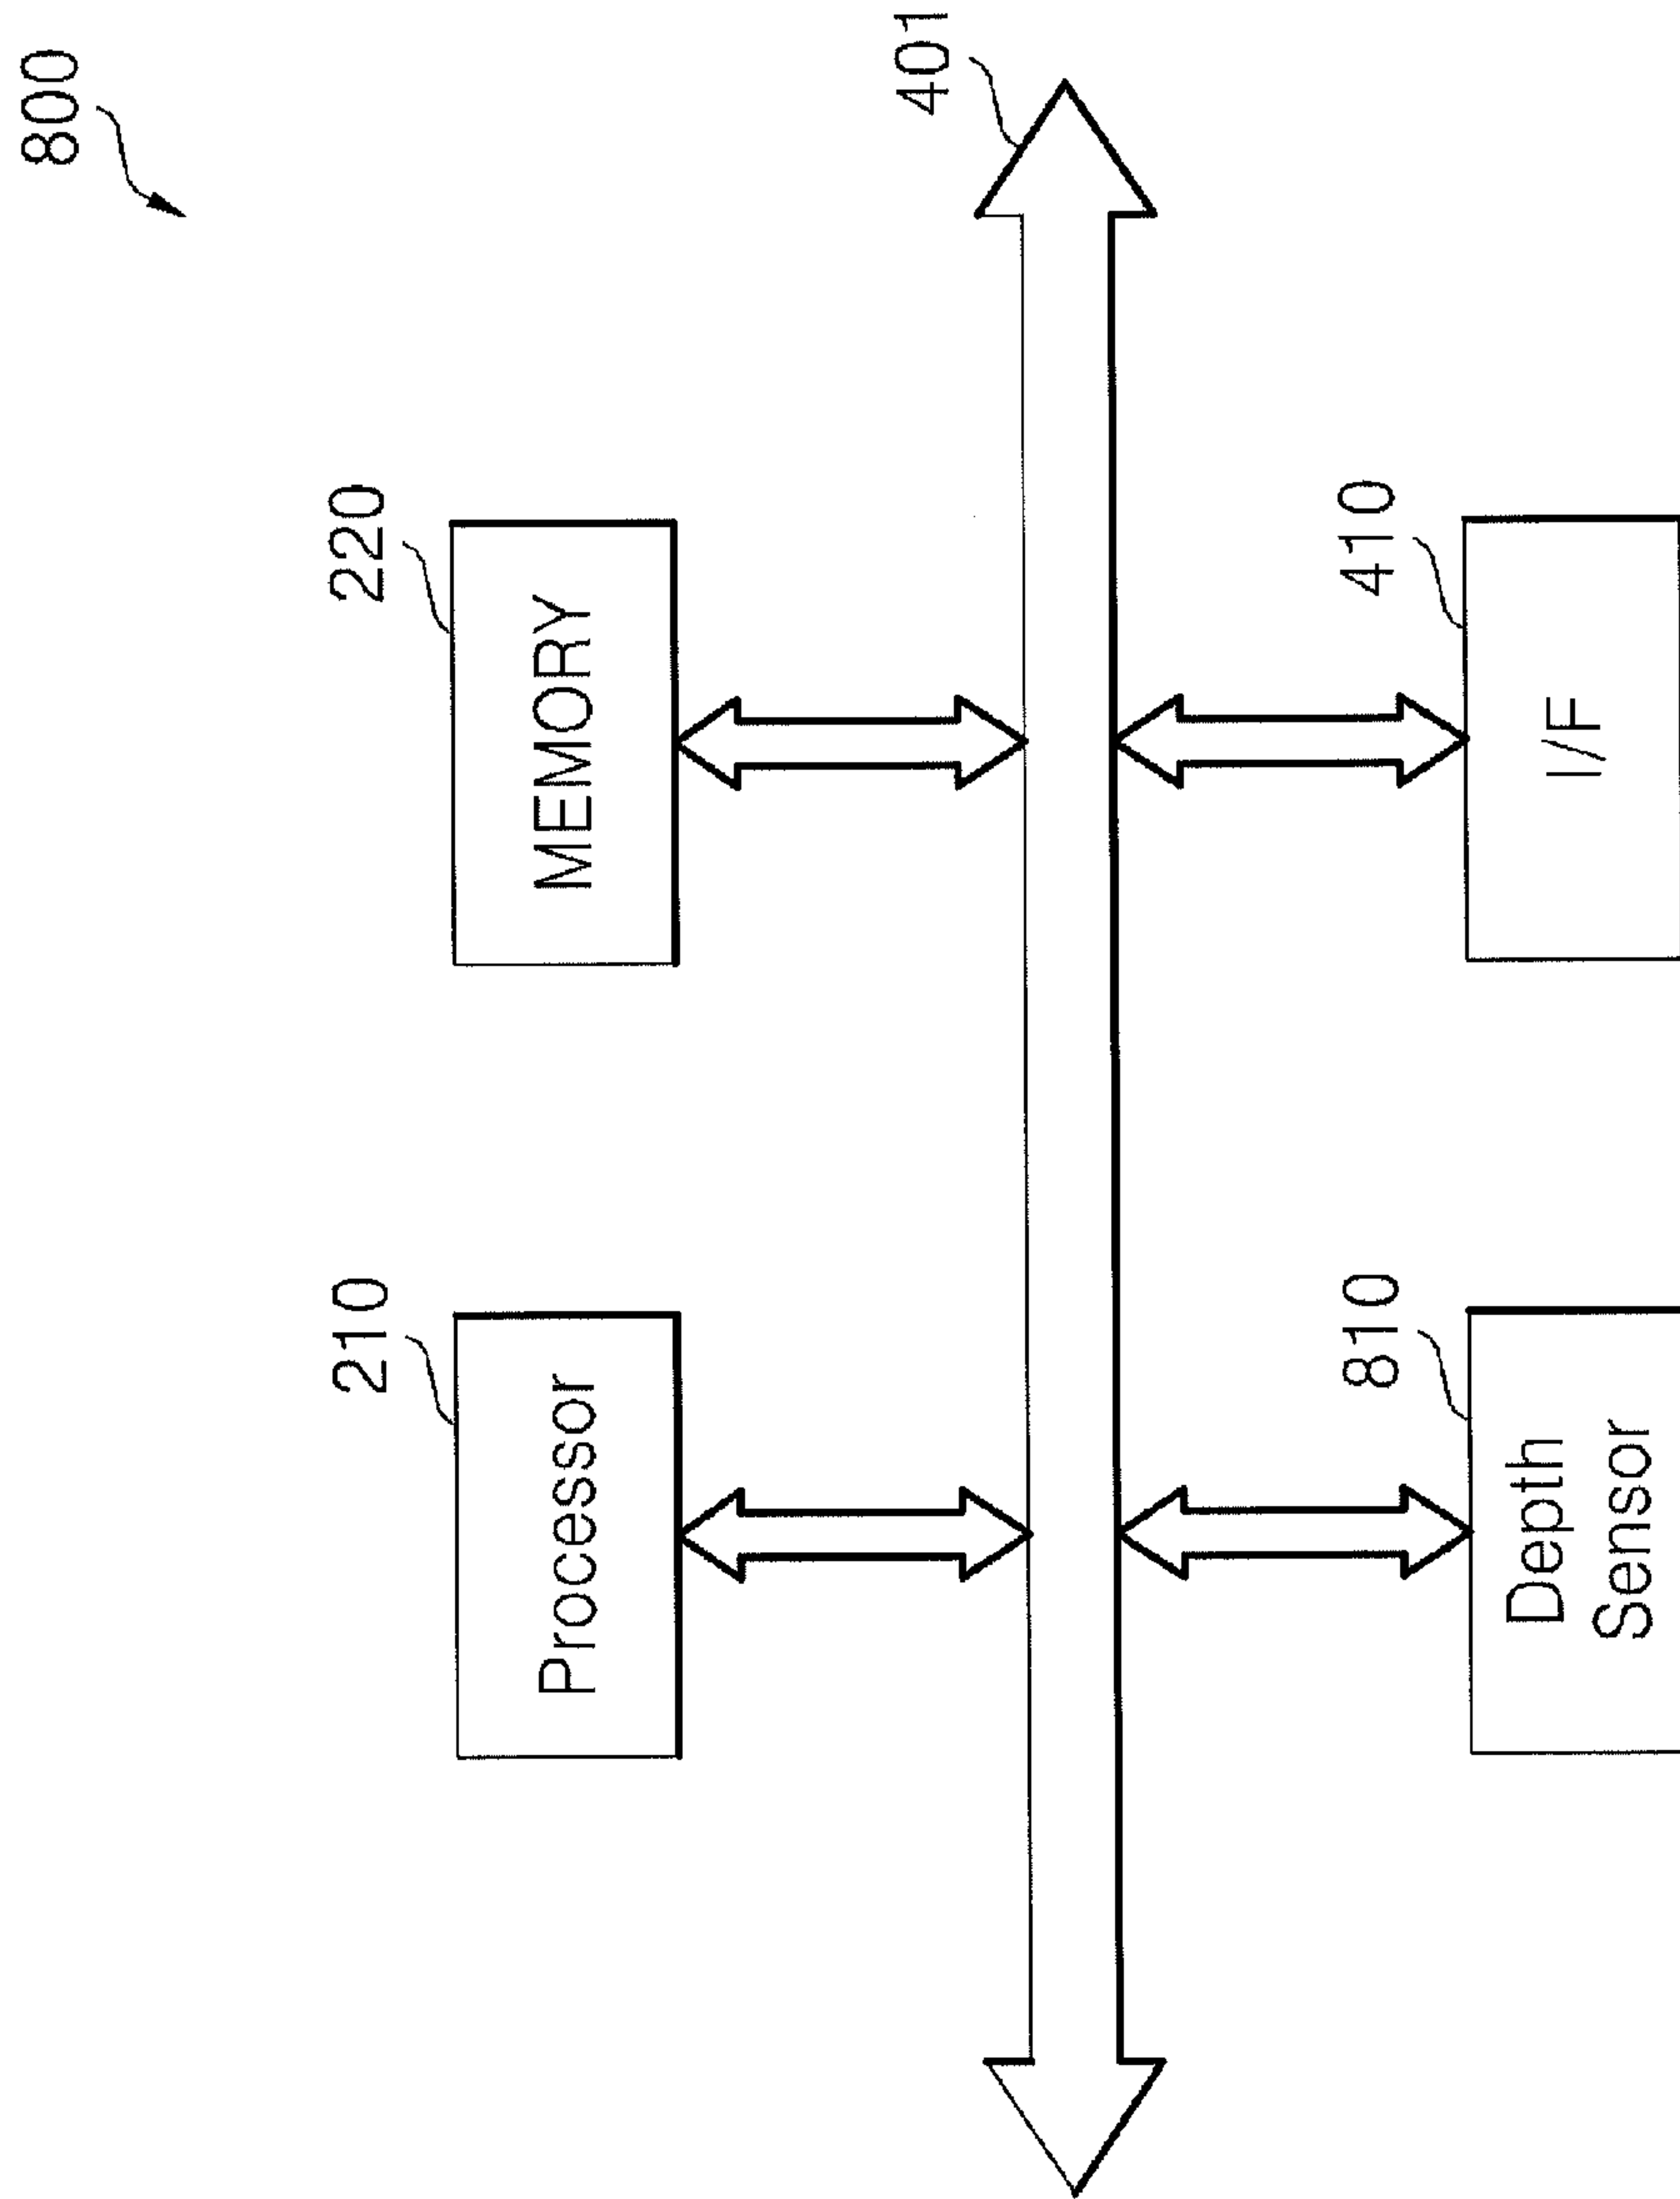 800
210
220
Processor
MEMORY
401
810
410
Depth
Sensor
I/F